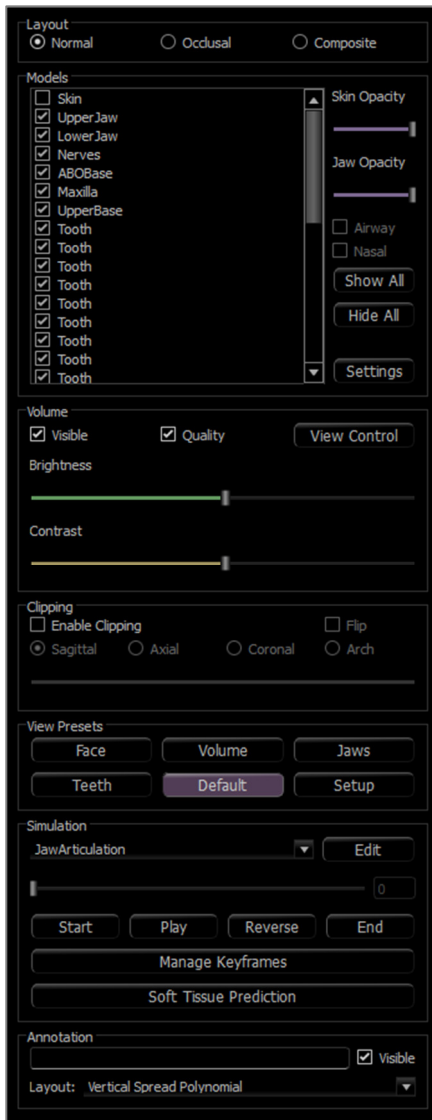 Layout
Normal Occlusal Composite
Models
Skin
UpperJaw
LowerJaw
Nerves
ABOBase
Maxilla
UpperBase
Tooth
Tooth
Tooth
Tooth
Tooth
Tooth
Tooth
Tooth
Tooth
Skin Opacity
Jaw Opacity
Airway
Nasal
Show All
Hide All
Settings
Volume
Visible Quality View Control
Brightness
Contrast
Clipping
Enable Clipping Flip
Sagittal Axial Coronal Arch
View Presets
Face Volume Jaws
Teeth Default Setup
Simulation
JawArticulation Edit
0
Start Play Reverse End
Manage Keyframes
Soft Tissue Prediction
Annotation
Visible
Layout: Vertical Spread Polynomial